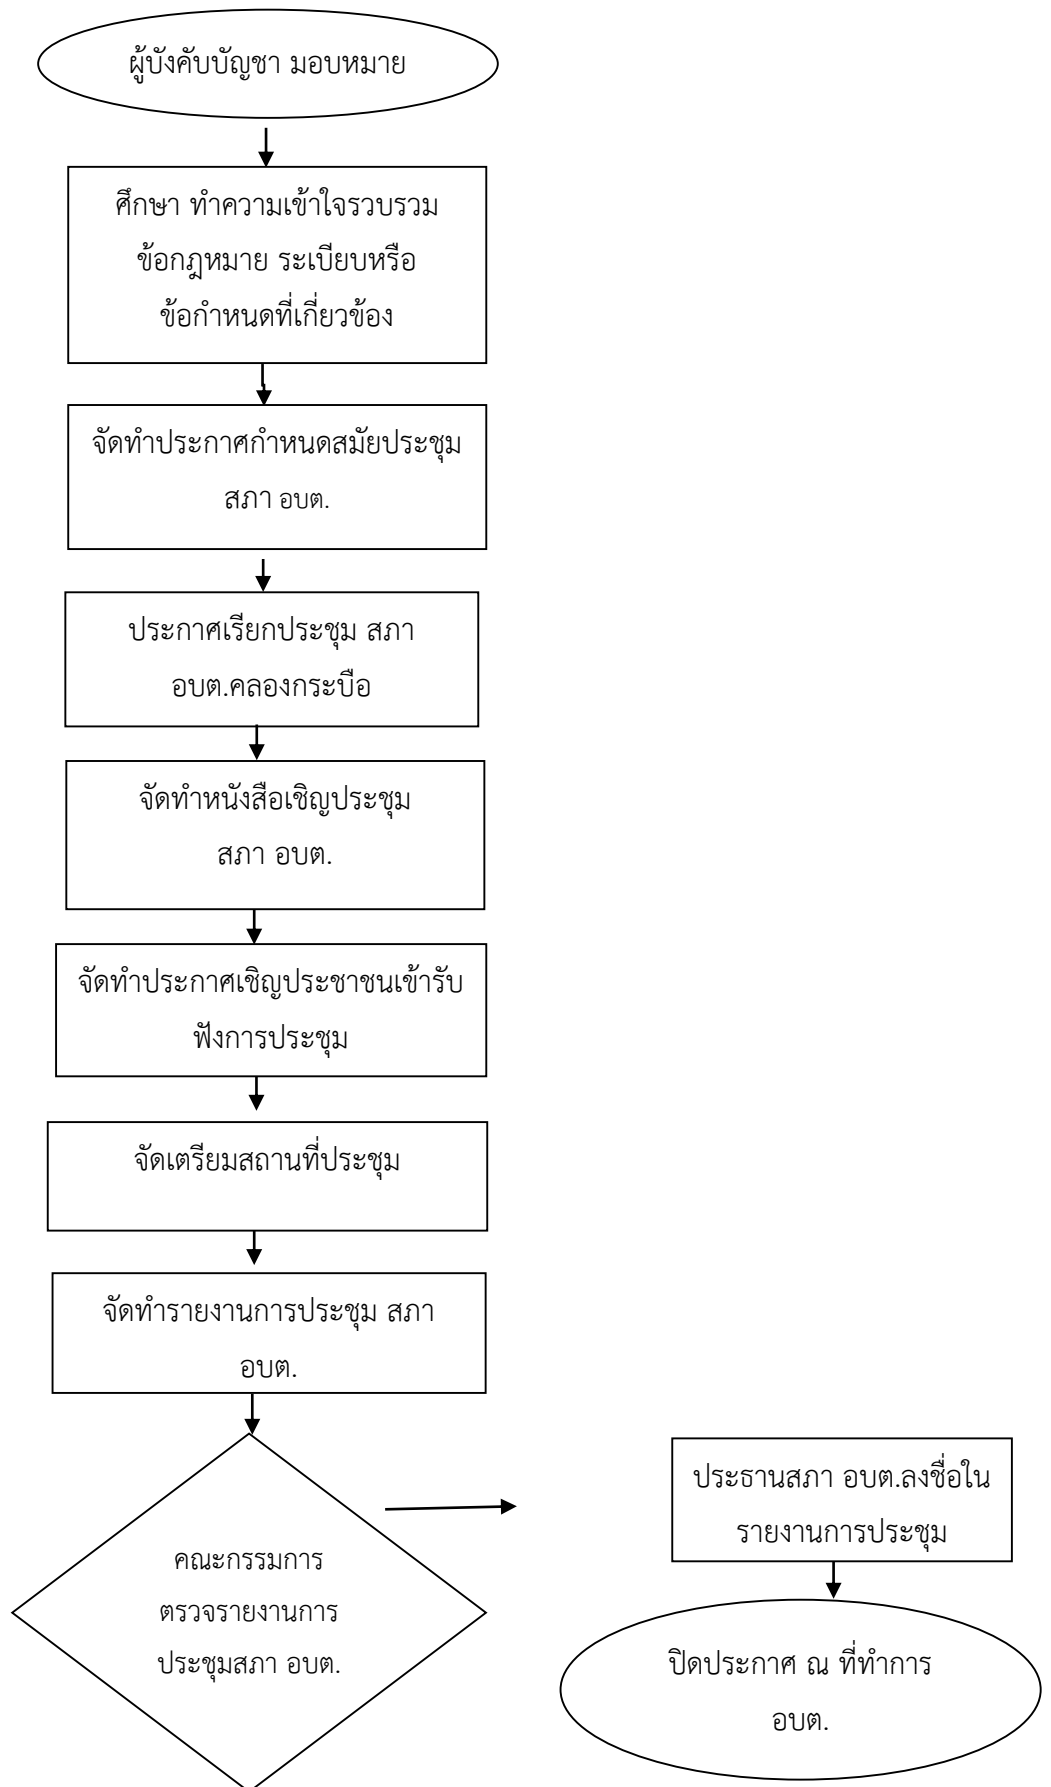 ผู้บังคับบัญชา มอบหมาย
ศึกษา ทำความเข้าใจรวบรวม
ข้อกฎหมาย ระเบียบหรือ
ข้อกำหนดที่เกี่ยวข้อง
จัดทำประกาศกำหนดสมัยประชุม
สภา อบต.
ประกาศเรียกประชุม สภา
อบต.คลองกระบือ
จัดทำหนังสือเชิญประชุม
สภา อบต.
จัดทำประกาศเชิญประชาชนเข้ารับ
ฟังการประชุม
จัดเตรียมสถานที่ประชุม
จัดทำรายงานการประชุม สภา
อบต.
คณะกรรมการ
ตรวจรายงานการ
ประชุมสภา อบต.
ประธานสภา อบต.ลงชื่อใน
รายงานการประชุม
ปิดประกาศ ณ ที่ทำการ
อบต.